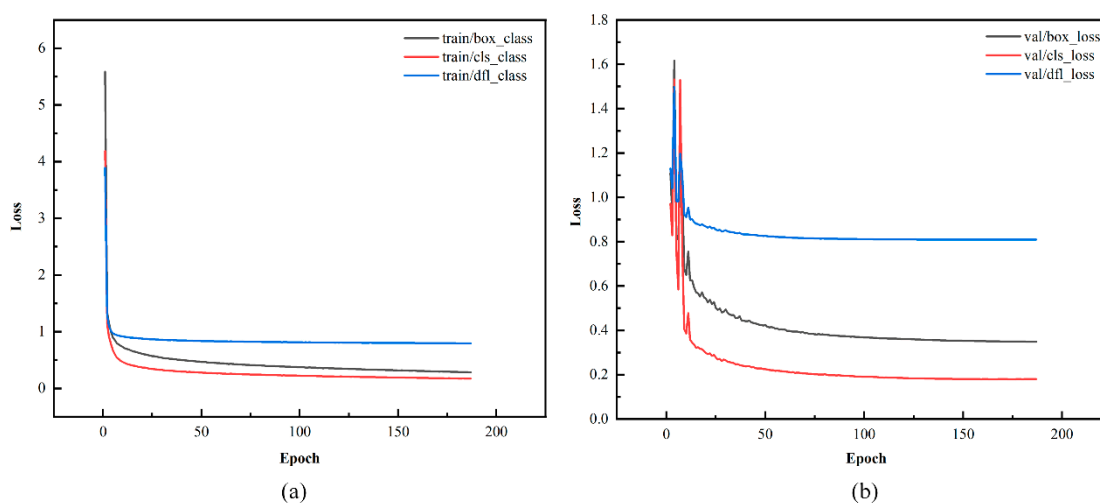 train/box_class
train/cls_class
train/dfl_class
6
5
4
3
2
1
0
Loss
0
50
100
150
200
Epoch
(a)
val/box_loss
val/cls_loss
val/dfl_loss
1.8
1.6
1.4
1.2
1.0
0.8
0.6
0.4
0.2
0.0
Loss
0
50
100
150
200
Epoch
(b)